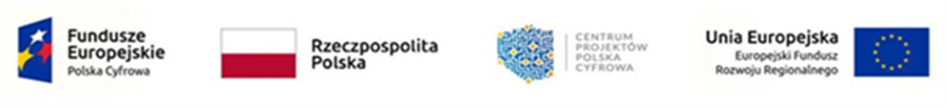 Fundusze
Europejskie
Polska Cyfrowa
Rzeczpospolita
Polska
CENTRUM
PROJEKTÓW
POLSKA
CYFROWA
Unia Europejska
Europejski Fundusz
Rozwoju Regionalnego